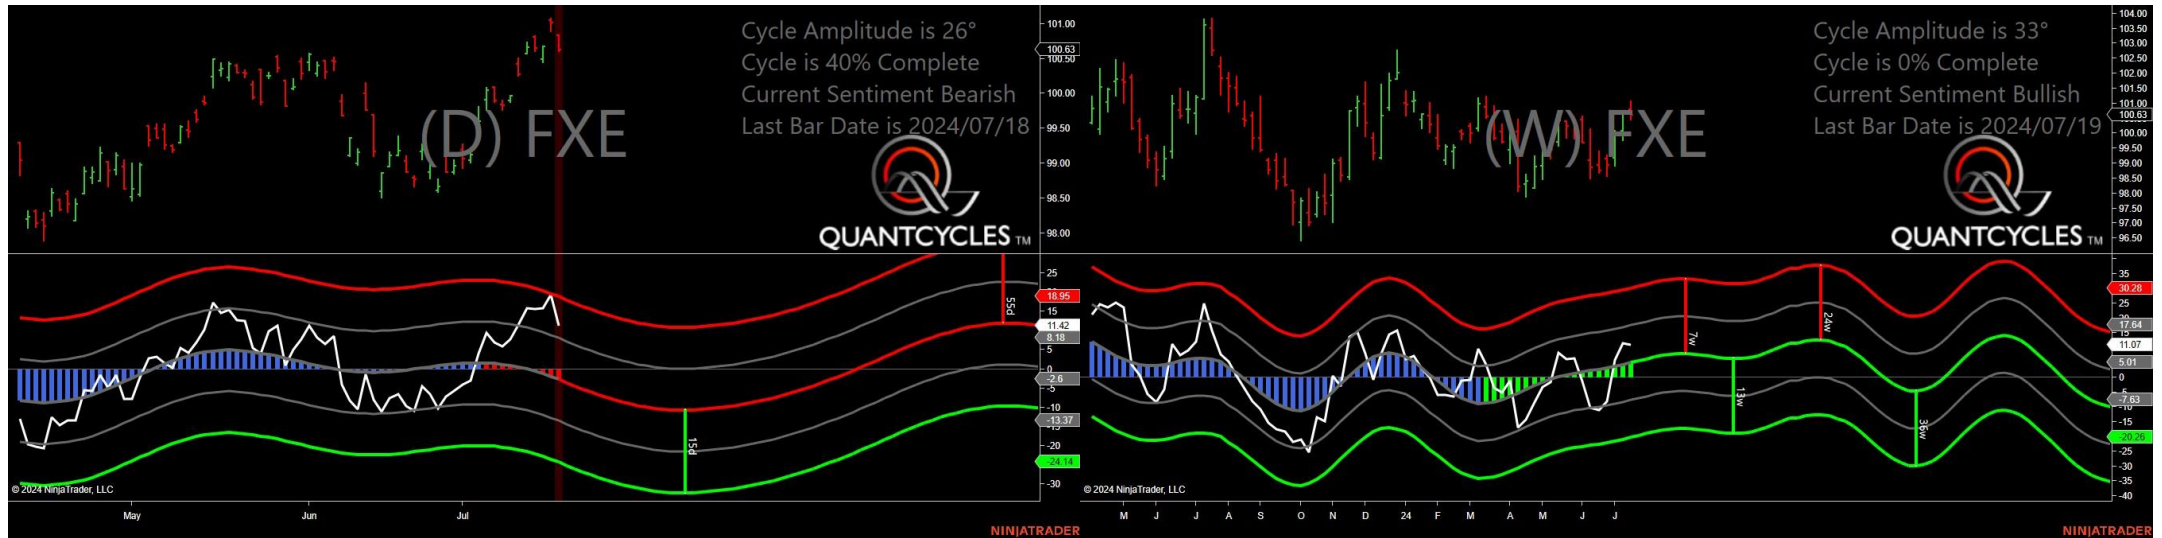 Cycle Amplitude is 26°
Cycle is 40% Complete
Current Sentiment Bearish
Last Bar Date is 2024/07/18
(D) FXE
QUANTCYCLES TM
101.00
100.63
100.50
100.00
99.50
99.00
98.50
98.00
25
18.95
15
11.42
8.18
5
0
-2.6
-5
-10
-13.37
-20
-24.14
-30
55d
15d
© 2024 NinjaTrader, LLC
May
Jun
Jul
NINJATRADER
Cycle Amplitude is 33°
Cycle is 0% Complete
Current Sentiment Bullish
Last Bar Date is 2024/07/19
(W) FXE
QUANTCYCLES TM
104.00
103.50
103.00
102.50
102.00
101.50
101.00
100.63
100.00
99.50
99.00
98.50
98.00
97.50
97.00
96.50
35
30.28
25
17.64
15
11.07
5.01
0
-5
-7.63
-10
-20.26
-25
-30
-35
-40
7w
24w
13w
36w
© 2024 NinjaTrader, LLC
M
J
J
A
S
O
N
D
24
F
M
A
M
J
J
NINJATRADER